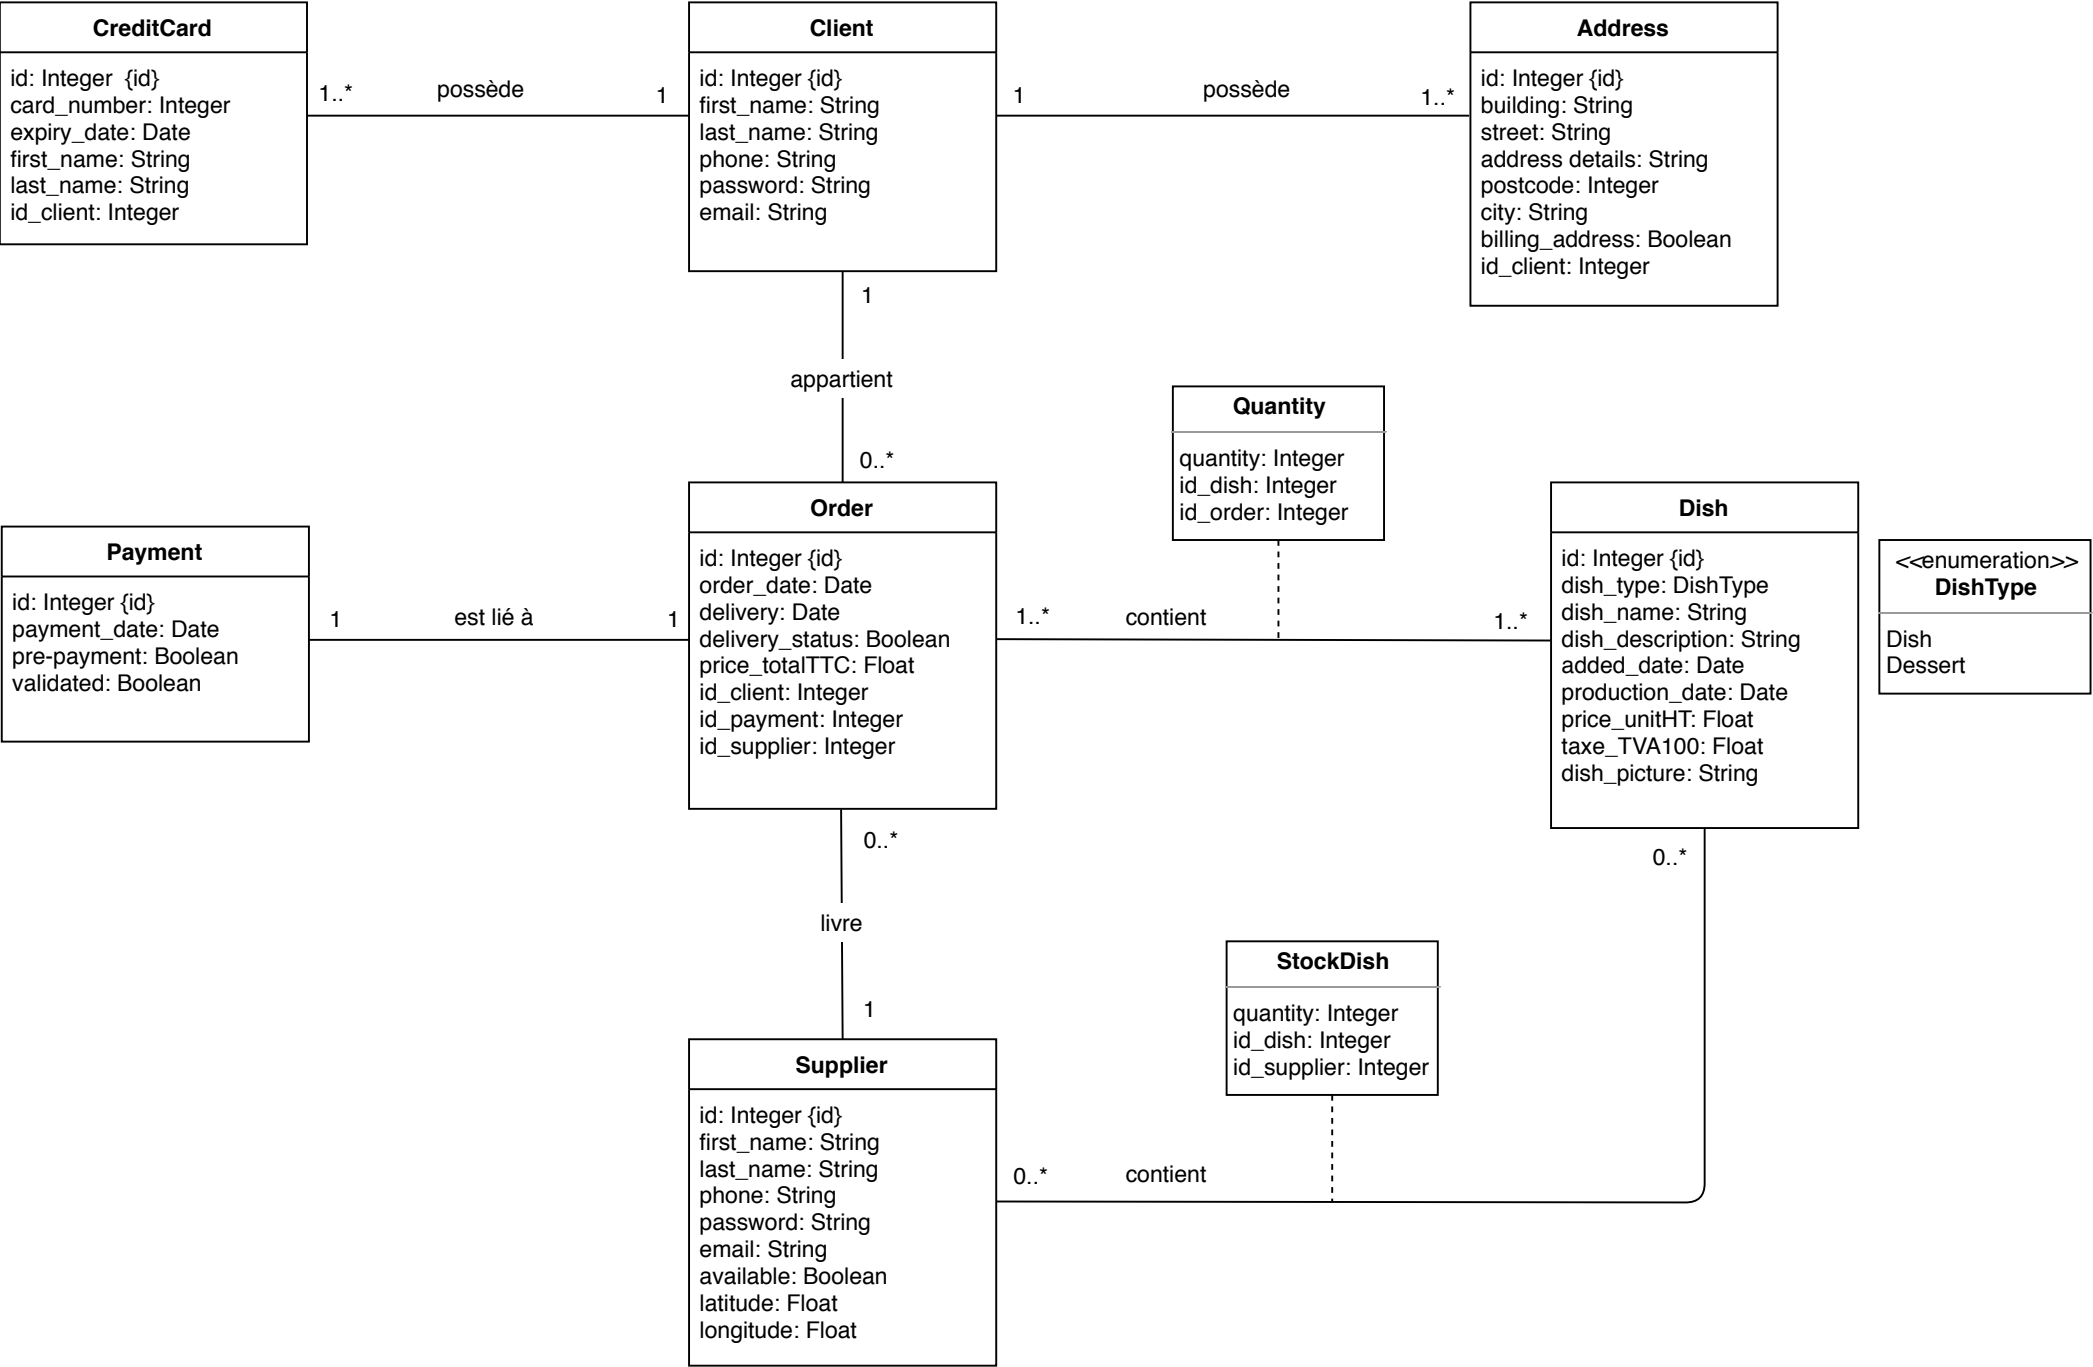 CreditCard
id: Integer  {id}
card_number: Integer
expiry_date: Date
first_name: String
last_name: String
id_client: Integer
1..*
possède
1
Client
id: Integer {id}
first_name: String
last_name: String
phone: String
password: String
email: String
1
possède
1..*
Address
id: Integer {id}
building: String
street: String
address details: String
postcode: Integer
city: String
billing_address: Boolean
id_client: Integer
1
appartient
0..*
Quantity
quantity: Integer
id_dish: Integer
id_order: Integer
Payment
id: Integer {id}
payment_date: Date
pre-payment: Boolean
validated: Boolean
1
est lié à
1
Order
id: Integer {id}
order_date: Date
delivery: Date
delivery_status: Boolean
price_totalTTC: Float
id_client: Integer
id_payment: Integer
id_supplier: Integer
1..*
contient
1..*
Dish
id: Integer {id}
dish_type: DishType
dish_name: String
dish_description: String
added_date: Date
production_date: Date
price_unitHT: Float
taxe_TVA100: Float
dish_picture: String
<<enumeration>>
DishType
Dish
Dessert
0..*
livre
1
0..*
StockDish
quantity: Integer
id_dish: Integer
id_supplier: Integer
Supplier
id: Integer {id}
first_name: String
last_name: String
phone: String
password: String
email: String
available: Boolean
latitude: Float
longitude: Float
0..*
contient